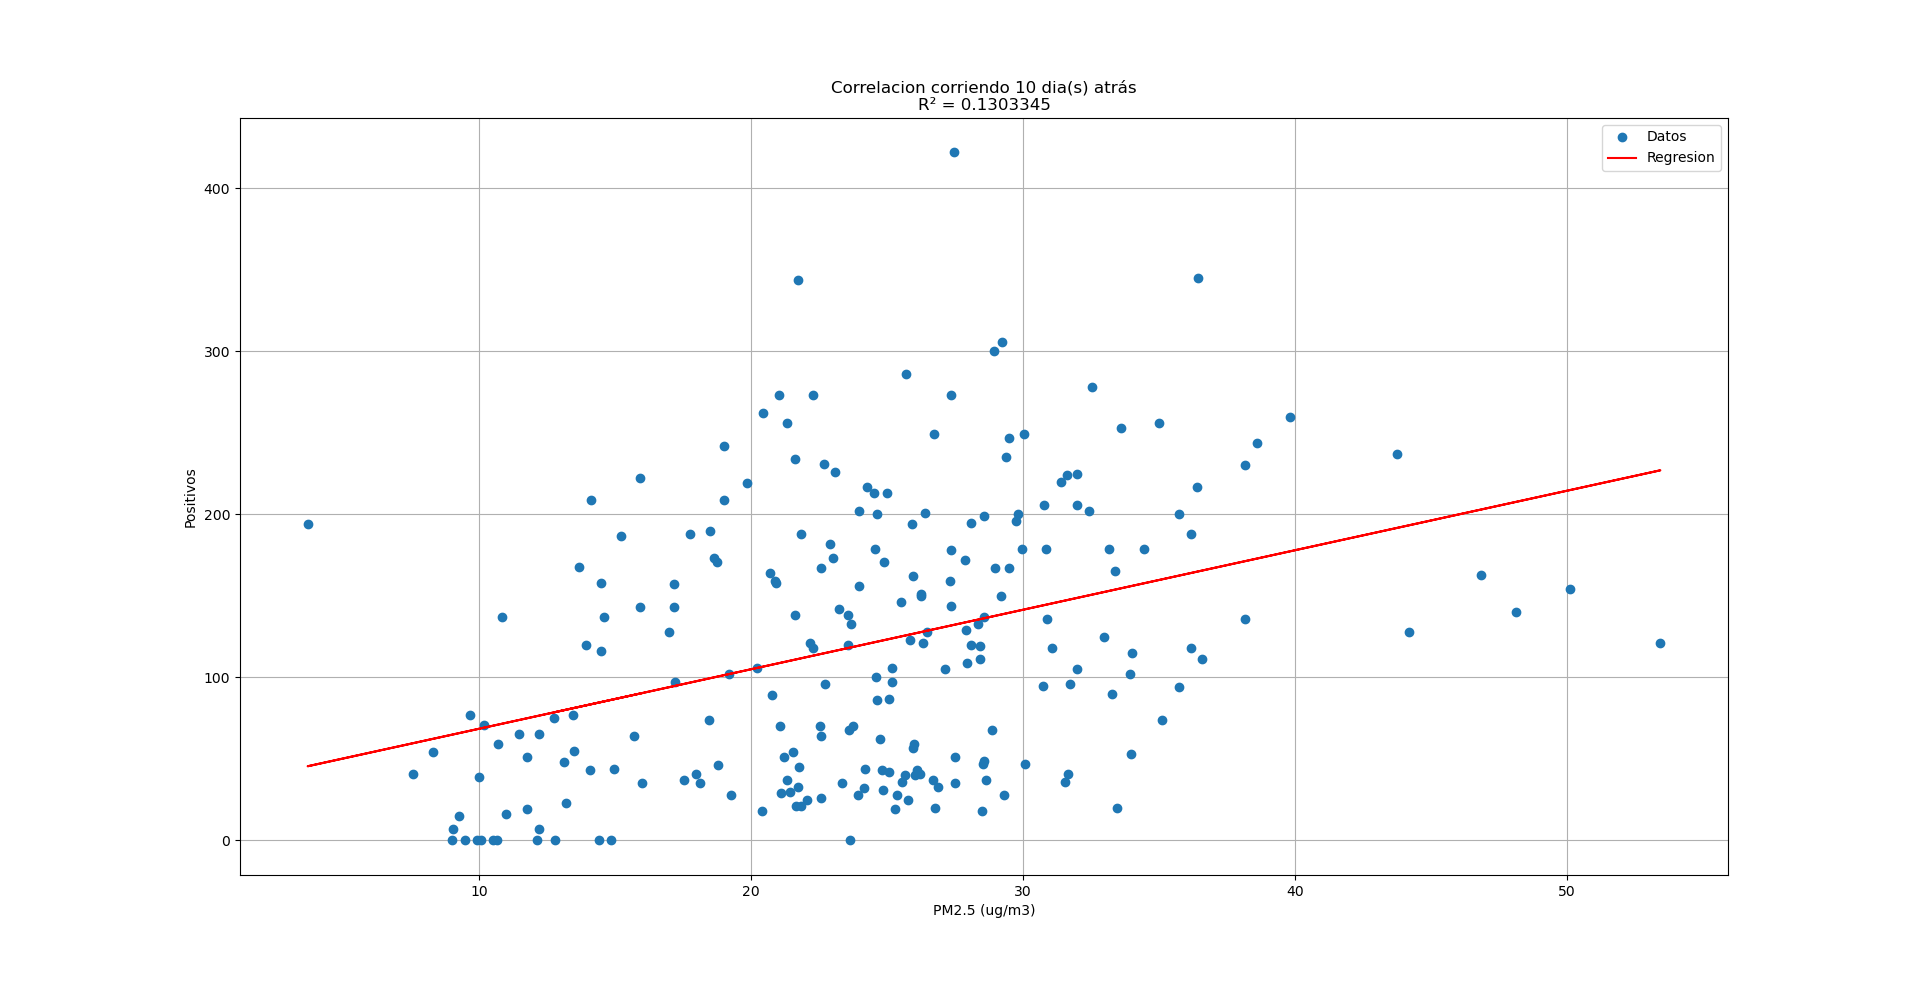 Correlacion corriendo 10 dia(s) atrás
R² = 0.1303345
Datos
Regresion
400
300
200
100
0
Positivos
10
20
30
40
50
PM2.5 (ug/m3)